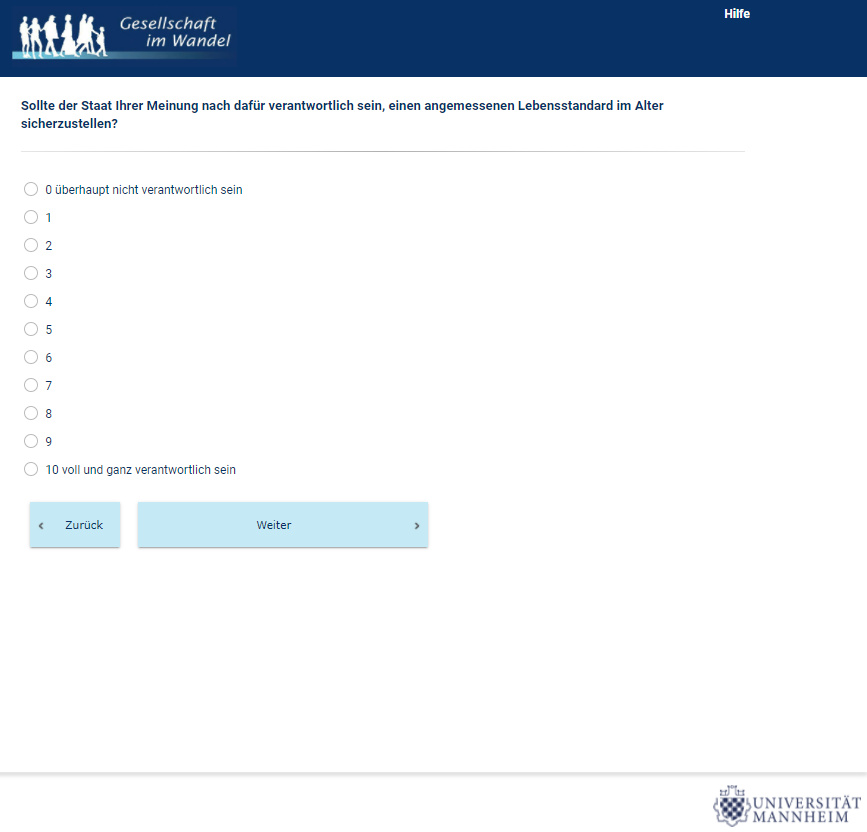 Gesellschaft
im Wandel
Hilfe
Sollte der Staat Ihrer Meinung nach dafür verantwortlich sein, einen angemessenen Lebensstandard im Alter
sicherzustellen?
0 überhaupt nicht verantwortlich sein
1
2
3
4
5
6
7
8
9
10 voll und ganz verantwortlich sein
‹ Zurück
Weiter ›
UNIVERSITÄT
MANNHEIM